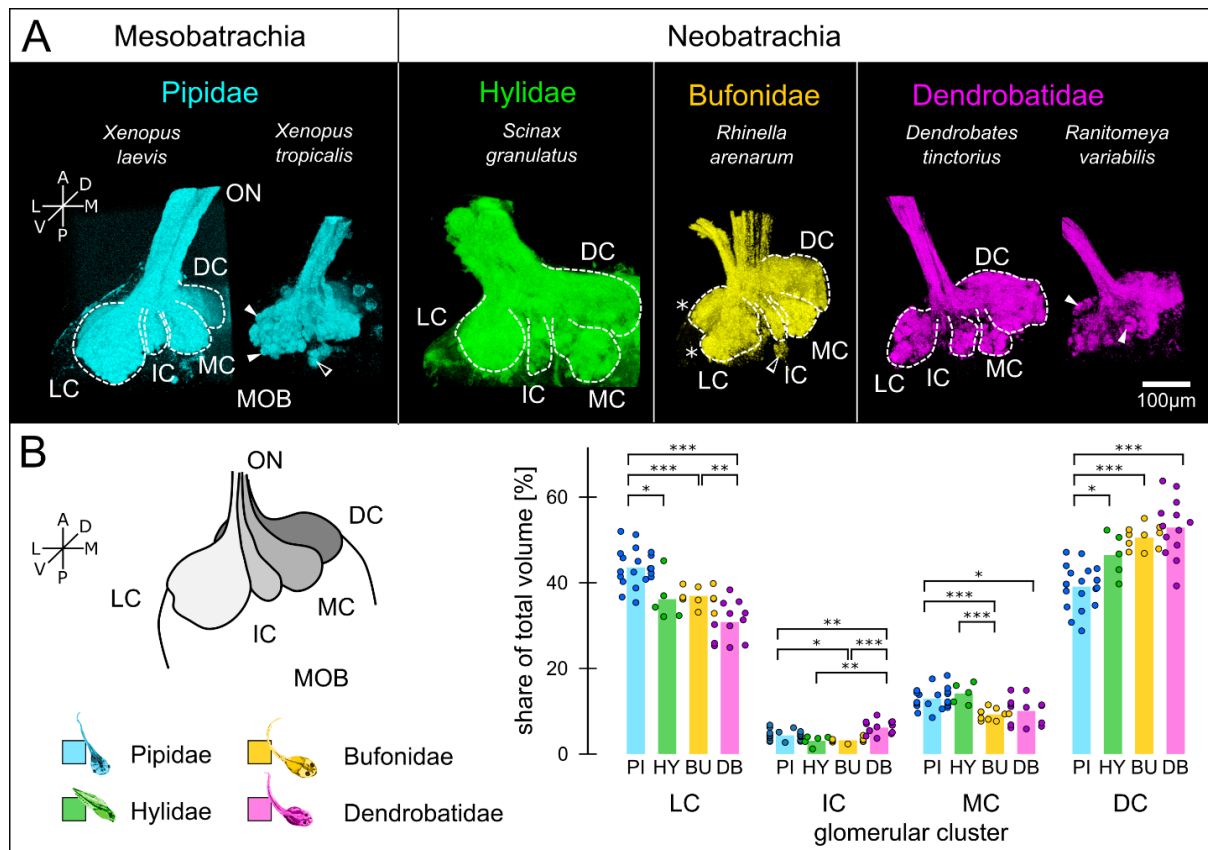 A
Mesobatrachia
Neobatrachia
Pipidae
Hylidae
Bufonidae
Dendrobatidae
Xenopus
laevis
Xenopus
tropicalis
Scinax
granulatus
Rhinella
arenarum
Dendrobates
tinctorius
Ranitomeya
variabilis
A
D
L
M
V
P
ON
DC
LC
IC
MC
MOB
DC
LC
IC
MC
DC
*
*
LC
IC
MC
DC
LC
IC
MC
100µm
B
ON
A
D
L
M
V
P
DC
LC
MC
IC
MOB
Pipidae
Bufonidae
Hylidae
Dendrobatidae
share of total volume [%]
60
40
20
0
***
***
**
*
**
*
***
**
*
***
***
***
***
*
PI HY BU DB
PI HY BU DB
PI HY BU DB
PI HY BU DB
LC
IC
MC
DC
glomerular cluster